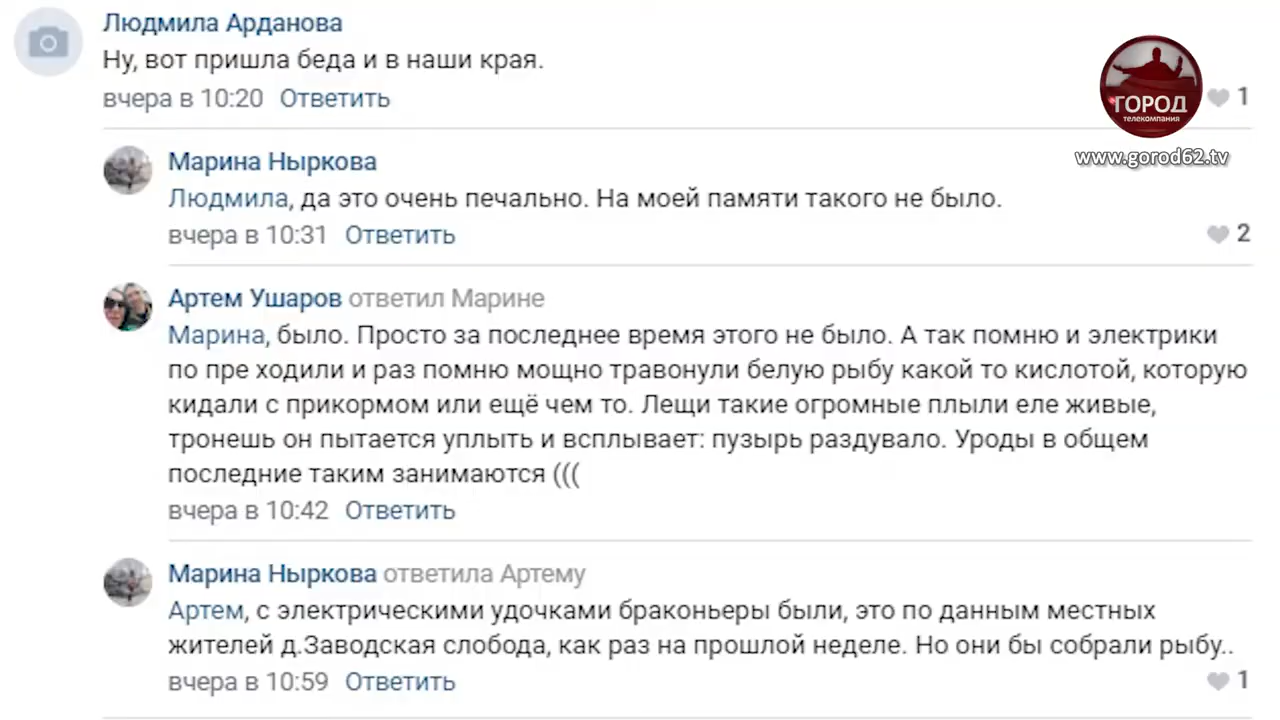 Людмила Арданова
Ну, вот пришла беда и в наши края.
вчера в 10:20 Ответить
1
ГОРОД
телекомпания
www.gorod62.tv
Марина Ныркова
Людмила, да это очень печально. На моей памяти такого не было.
вчера в 10:31 Ответить
2
Артем Ушаров ответил Марине
Марина, было. Просто за последнее время этого не было. А так помню и электрики
по пре ходили и раз помню мощно травонули белую рыбу какой то кислотой, которую
кидали с прикормом или ещё чем то. Лещи такие огромные плыли еле живые,
тронешь он пытается уплыть и всплывает: пузырь раздувало. Уроды в общем
последние таким занимаются (((
вчера в 10:42 Ответить
Марина Ныркова ответила Артему
Артем, с электрическими удочками браконьеры были, это по данным местных
жителей д.Заводская слобода, как раз на прошлой неделе. Но они бы собрали рыбу..
вчера в 10:59 Ответить
1